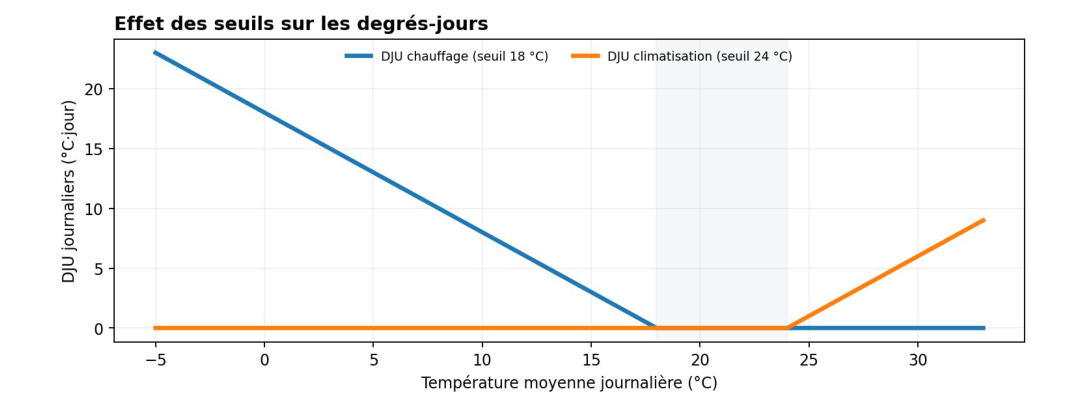 Effet des seuils sur les degrés-jours
DJU chauffage (seuil 18 °C)
DJU climatisation (seuil 24 °C)
DJU journaliers (°C·jour)
20
15
10
5
0
−5
0
5
10
15
20
25
30
Température moyenne journalière (°C)